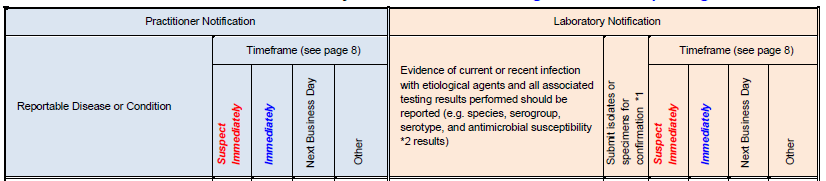 Practitioner Notification
Laboratory Notification
Reportable Disease or Condition
Timeframe (see page 8)
Suspect
Immediately
Immediately
Next Business Day
Other
Evidence of current or recent infection
with etiological agents and all associated
testing results performed should be
reported (e.g. species, serogroup,
serotype, and antimicrobial susceptibility
*2 results)
Submit isolates or
specimens for
confirmation *1
Timeframe (see page 8)
Suspect
Immediately
Immediately
Next Business Day
Other